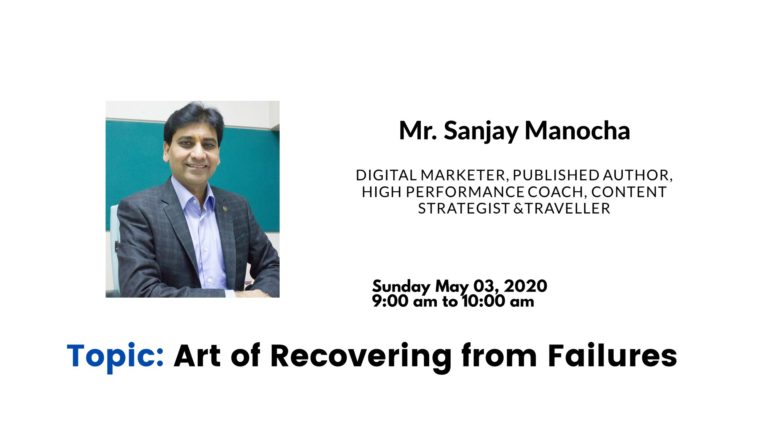 Mr. Sanjay Manocha
DIGITAL MARKETER, PUBLISHED AUTHOR,
HIGH PERFORMANCE COACH, CONTENT
STRATEGIST &TRAVELLER
Sunday May 03, 2020
9:00 am to 10:00 am
Topic: Art of Recovering from Failures